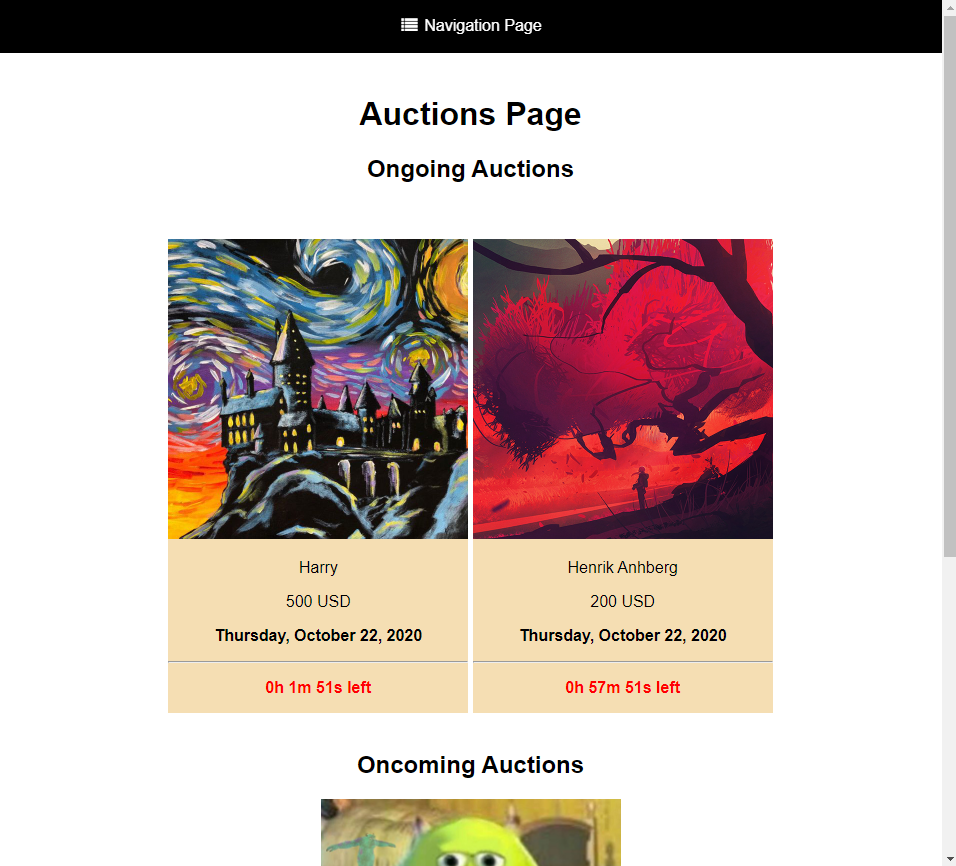 Navigation Page
Auctions Page
Ongoing Auctions
Harry
500 USD
Thursday, October 22, 2020
0h 1m 51s left
Henrik Anhberg
200 USD
Thursday, October 22, 2020
0h 57m 51s left
Oncoming Auctions